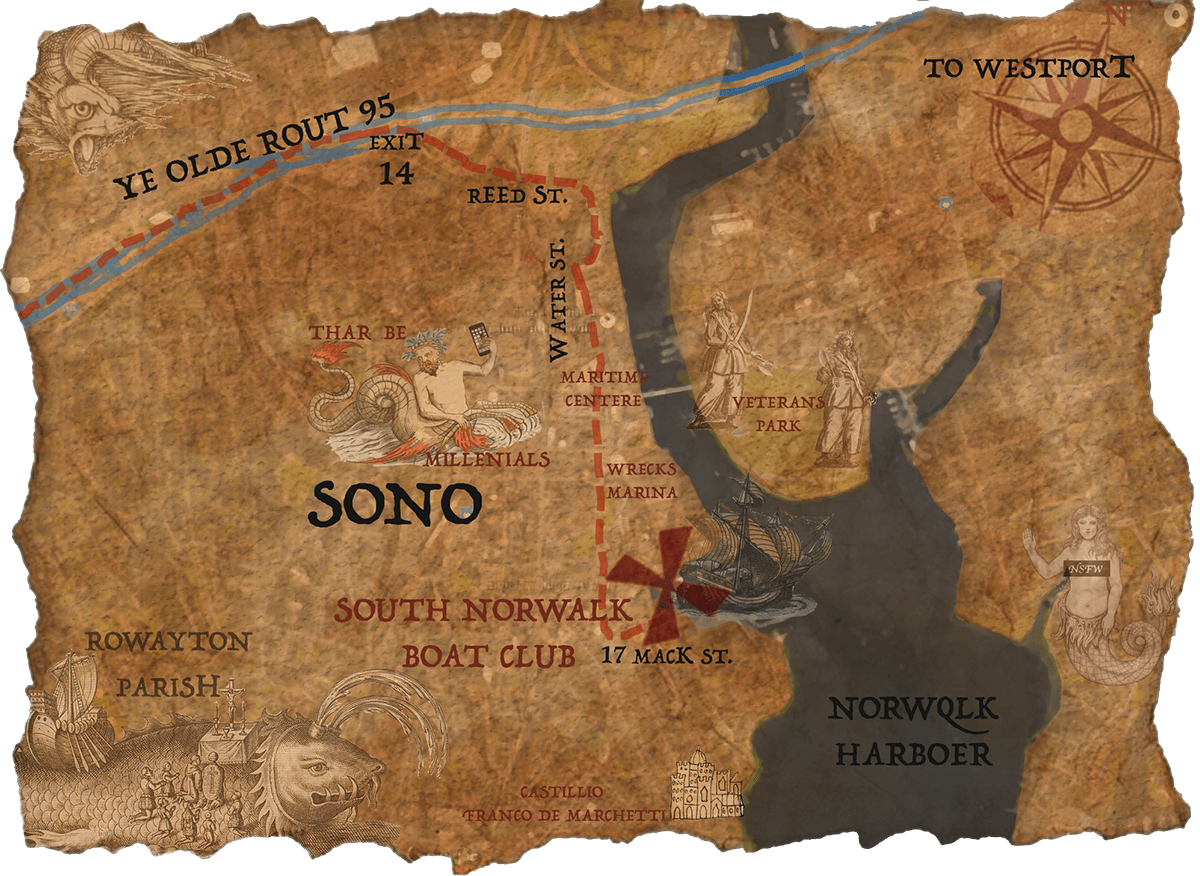 N
TO WESTPORT
YE OLDE ROUT 95
EXIT
14
REED ST.
WATER ST.
THAR BE
MILLENIALS
MARITIME
CENTERE
VETERANS
PARK
WRECKS
MARINA
SONO
NSFW
SOUTH NORWALK
BOAT CLUB
17 MACK ST.
ROWAYTON
PARISH
NORWQLK
HARBOER
CASTILLIO
FRANCO DE MARCHETTI